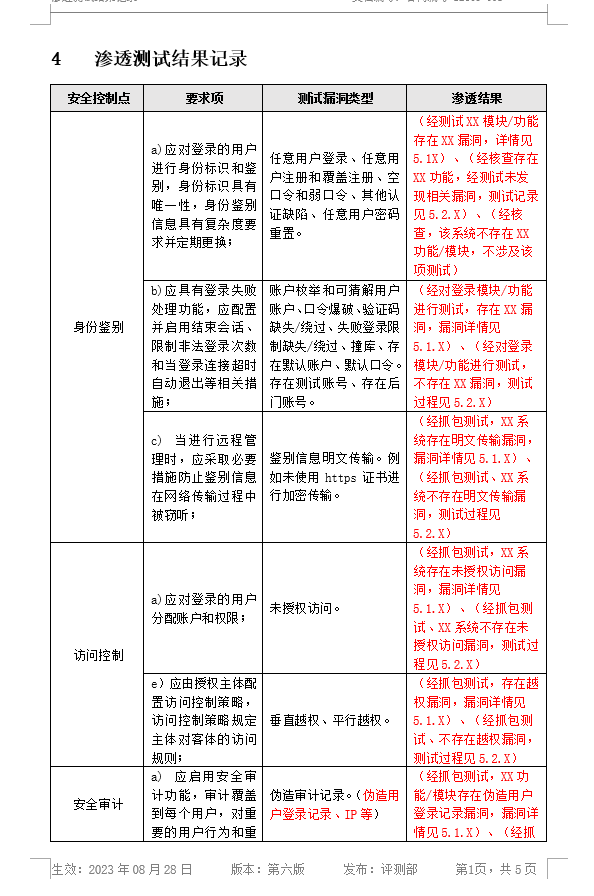 4 渗透测试结果记录
安全控制点 要求项 测试漏洞类型 渗透结果
身份鉴别
a)应对登录的用户
进行身份标识和鉴
别，身份标识具有
唯一性，身份鉴别
信息具有复杂度要
求并定期更换；
任意用户登录、任意用
户注册和覆盖注册、空
口令和弱口令、其他认
证缺陷、任意用户密码
重置。
（经测试XX 模块/功能
存在 XX 漏洞，详情见
5.1X）、（经核查存在
XX 功能，经测试未发
现相关漏洞，测试记录
见 5.2.X）、（经核
查，该系统不存在 XX
功能/模块，不涉及该
项测试）
b)应具有登录失败
处理功能，应配置
并启用结束会话、
限制非法登录次数
和当登录连接超时
自动退出等相关措
施；
账户枚举和可猜解用户
账户、口令爆破、验证码
缺失/绕过、失败登录限
制缺失/绕过、撞库、存
在默认账户、默认口令。
存在测试账号、存在后
门账号。
（经对登录模块/功能
进行测试，存在 XX 漏
洞，漏洞详情见
5.1.X）、（经对登录
模块/功能进行测试，
不存在 XX 漏洞，测试
过程见 5.2.X）
c) 当进行远程管
理时，应采取必要
措施防止鉴别信息
在网络传输过程中
被窃听；
鉴别信息明文传输。例
如未使用 https 证书进
行加密传输。
（经抓包测试，XX 系
统存在明文传输漏洞，
漏洞详情见 5.1.X）、
（经抓包测试、XX 系
统不存在明文传输漏
洞，测试过程见
5.2.X）
访问控制
a)应对登录的用户
分配账户和权限；
未授权访问。
（经抓包测试，XX 系
统存在未授权访问漏
洞，漏洞详情见
5.1.X）、（经抓包测
试、XX 系统不存在未
授权访问漏洞，测试过
程见 5.2.X）
e）应由授权主体配
置访问控制策略，
访问控制策略规定
主体对客体的访问
规则；
垂直越权、平行越权。
（经抓包测试，存在越
权漏洞，漏洞详情见
5.1.X）、（经抓包测
试、不存在越权漏洞，
测试过程见 5.2.X）
安全审计
a) 应启用安全审
计功能，审计覆盖
到每个用户，对重
要的用户行为和重
伪造审计记录。（伪造用
户登录记录、IP 等）
（经抓包测试，XX 功
能/模块存在伪造用户
登录记录漏洞，漏洞详
情见 5.1.X）、（经抓
生效：2023 年 08 月 28 日 版本：第六版 发布：评测部 第1页，共 5 页